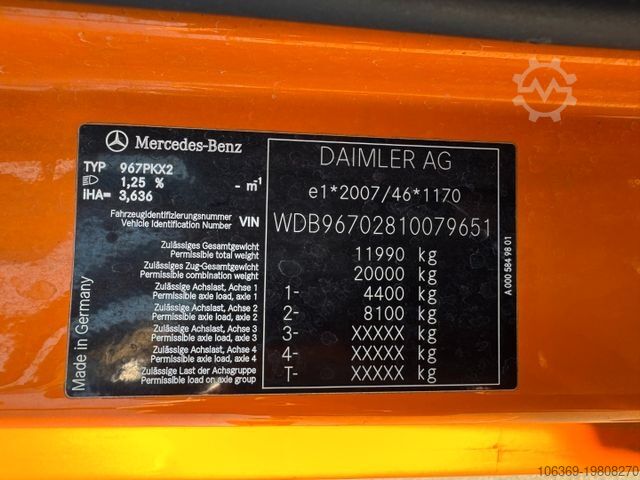 Mercedes-Benz
DAIMLER AG
TYP 967PKX2
1,25 % - m⁻¹
iHA= 3,636
e1*2007/46*1170
Fahrzeugidentifizierungsnummer
Vehicle Identification Number
VIN WDB96702810079651
Zulässiges Gesamtgewicht
Permissible total weight
11990 kg
Zulässiges Zug-Gesamtgewicht
Permissible combination weight
20000 kg
Zulässige Achslast, Achse 1
Permissible axle load, axle 1
1- 4400 kg
Zulässige Achslast, Achse 2
Permissible axle load, axle 2
2- 8100 kg
Zulässige Achslast, Achse 3
Permissible axle load, axle 3
3- XXXXX kg
Zulässige Achslast, Achse 4
Permissible axle load, axle 4
4- XXXXX kg
Zulässige Last der Achsgruppe
Permissible load on axle group
T- XXXXX kg
Made in Germany
A 000 584 98 01
106369-19808270